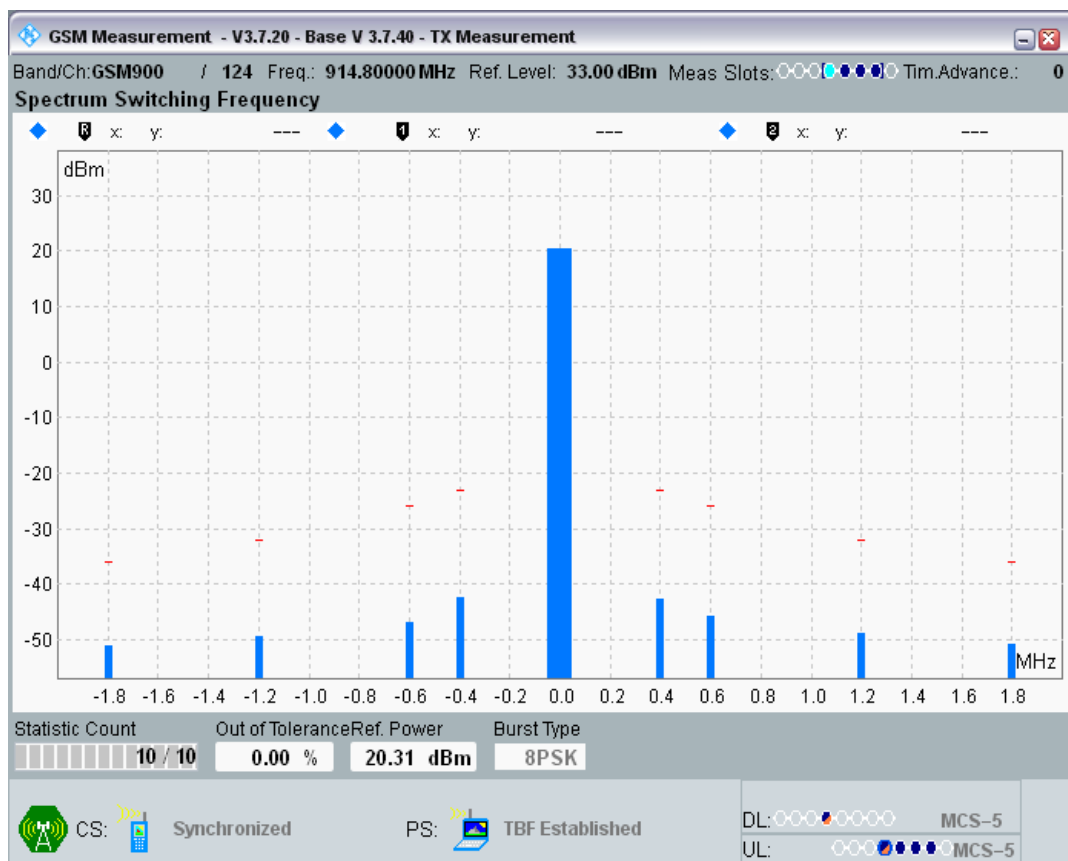 GSM Measurement - V3.7.20 - Base V 3.7.40 - TX Measurement
Band/Ch:GSM900 / 124 Freq.: 914.80000 MHz Ref. Level: 33.00 dBm Meas Slots: Tim.Advance.: 0
Spectrum Switching Frequency
R x: y: --- 1 x: y: --- 2 x: y: ---
dBm
30
20
10
0
-10
-20
-30
-40
-50
MHz
-1.8 -1.6 -1.4 -1.2 -1.0 -0.8 -0.6 -0.4 -0.2 0.0 0.2 0.4 0.6 0.8 1.0 1.2 1.4 1.6 1.8
Statistic Count Out of Tolerance Ref. Power Burst Type
10 / 10 0.00 % 20.31 dBm 8PSK
CS: Synchronized PS: TBF Established
DL: MCS-5
UL: MCS-5